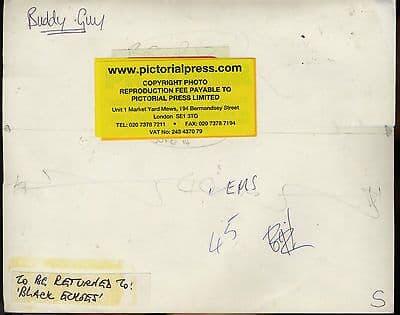 Buddy Guy
www.pictorialpress.com
COPYRIGHT PHOTO
REPRODUCTION FEE PAYABLE TO
PICTORIAL PRESS LIMITED
Unit 1 Market Yard Mews, 194 Bermondsey Street
London SE1 3TQ
TEL: 020 7378 7211 • FAX: 020 7378 7194
VAT No: 243 4370 79
EMS
45
TO BE RETURNED TO:
'BLACK ECHOES'
S